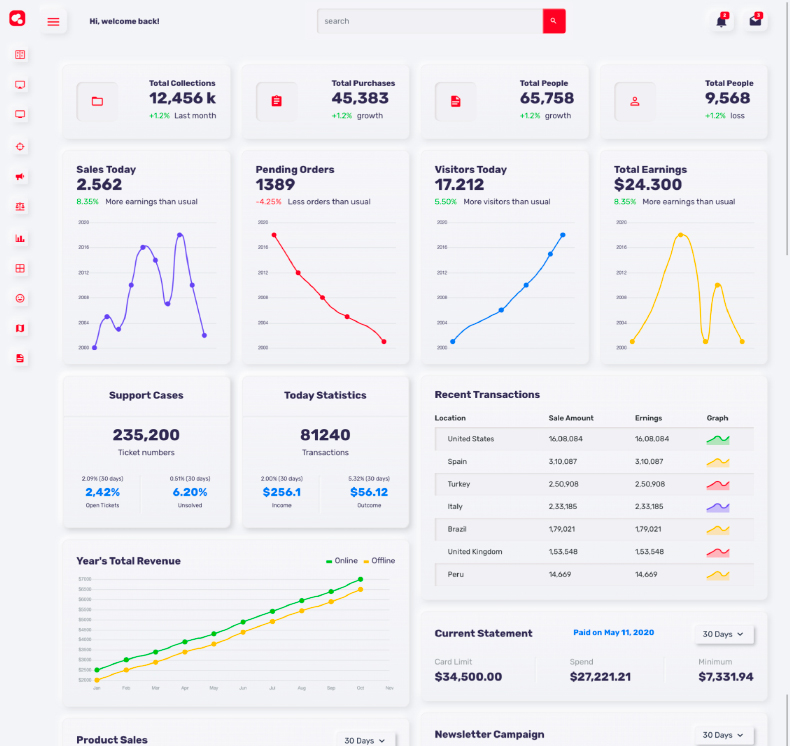 Hi, welcome back!
search
3
3
Total Collections
12,456 k
+1.2% Last month
Total Purchases
45,383
+1.2% growth
Total People
65,758
+1.2% growth
Total People
9,568
+1.2% loss
Sales Today
2.562
8.35% More earnings than usual
2020
2016
2012
2008
2004
2000
Pending Orders
1389
-4.25% Less orders than usual
2020
2016
2012
2008
2004
2000
Visitors Today
17.212
5.50% More visitors than usual
2020
2016
2012
2008
2004
2000
Total Earnings
$24.300
8.35% More earnings than usual
2020
2016
2012
2008
2004
2000
Support Cases
235,200
Ticket numbers
2.09% (30 days) 0.51% (30 days)
2,42% 6.20%
Open Tickets Unsolved
Today Statistics
81240
Transactions
2.00% (30 days) 5.32% (30 days)
$256.1 $56.12
Income Outcome
Recent Transactions
Location Sale Amount Ernings Graph
United States 16,08,084 16,08,084
Spain 3,10,087 3,10,087
Turkey 2,50,908 2,50,908
Italy 2,33,185 2,33,185
Brazil 1,79,021 1,79,021
United Kingdom 1,53,548 1,53,548
Peru 14,669 14,669
Year's Total Revenue
Online Offline
$7000
$6500
$6000
Jan Feb Mar Apr May Jun Jul Aug Sep Oct Nov
Current Statement Paid on May 11, 2020 30 Days
Card Limit Spend Minimum
$34,500.00 $27,221.21 $7,331.94
Product Sales 30 Days
Newsletter Campaign 30 Days